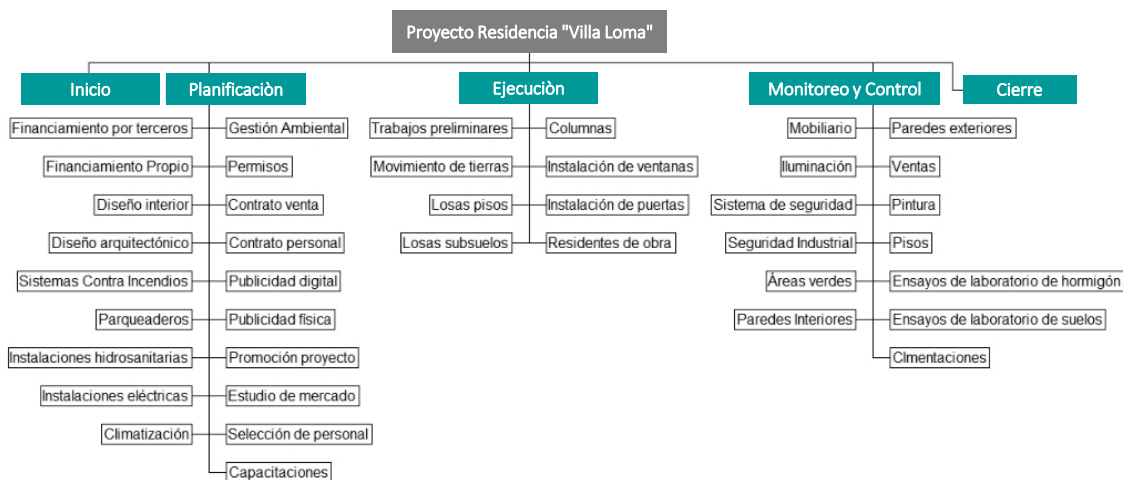 Proyecto Residencia "Villa Loma"
Inicio
Planificaciòn
Ejecuciòn
Monitoreo y Control
Cierre
Financiamiento por terceros
Gestión Ambiental
Financiamiento Propio
Permisos
Diseño interior
Contrato venta
Diseño arquitectónico
Contrato personal
Sistemas Contra Incendios
Publicidad digital
Parqueaderos
Publicidad física
Instalaciones hidrosanitarias
Promoción proyecto
Instalaciones eléctricas
Estudio de mercado
Climatización
Selección de personal
Capacitaciones
Trabajos preliminares
Columnas
Movimiento de tierras
Instalación de ventanas
Losas pisos
Instalación de puertas
Losas subsuelos
Residentes de obra
Mobiliario
Paredes exteriores
Iluminación
Ventas
Sistema de seguridad
Pintura
Seguridad Industrial
Pisos
Áreas verdes
Ensayos de laboratorio de hormigón
Paredes Interiores
Ensayos de laboratorio de suelos
CImentaciones